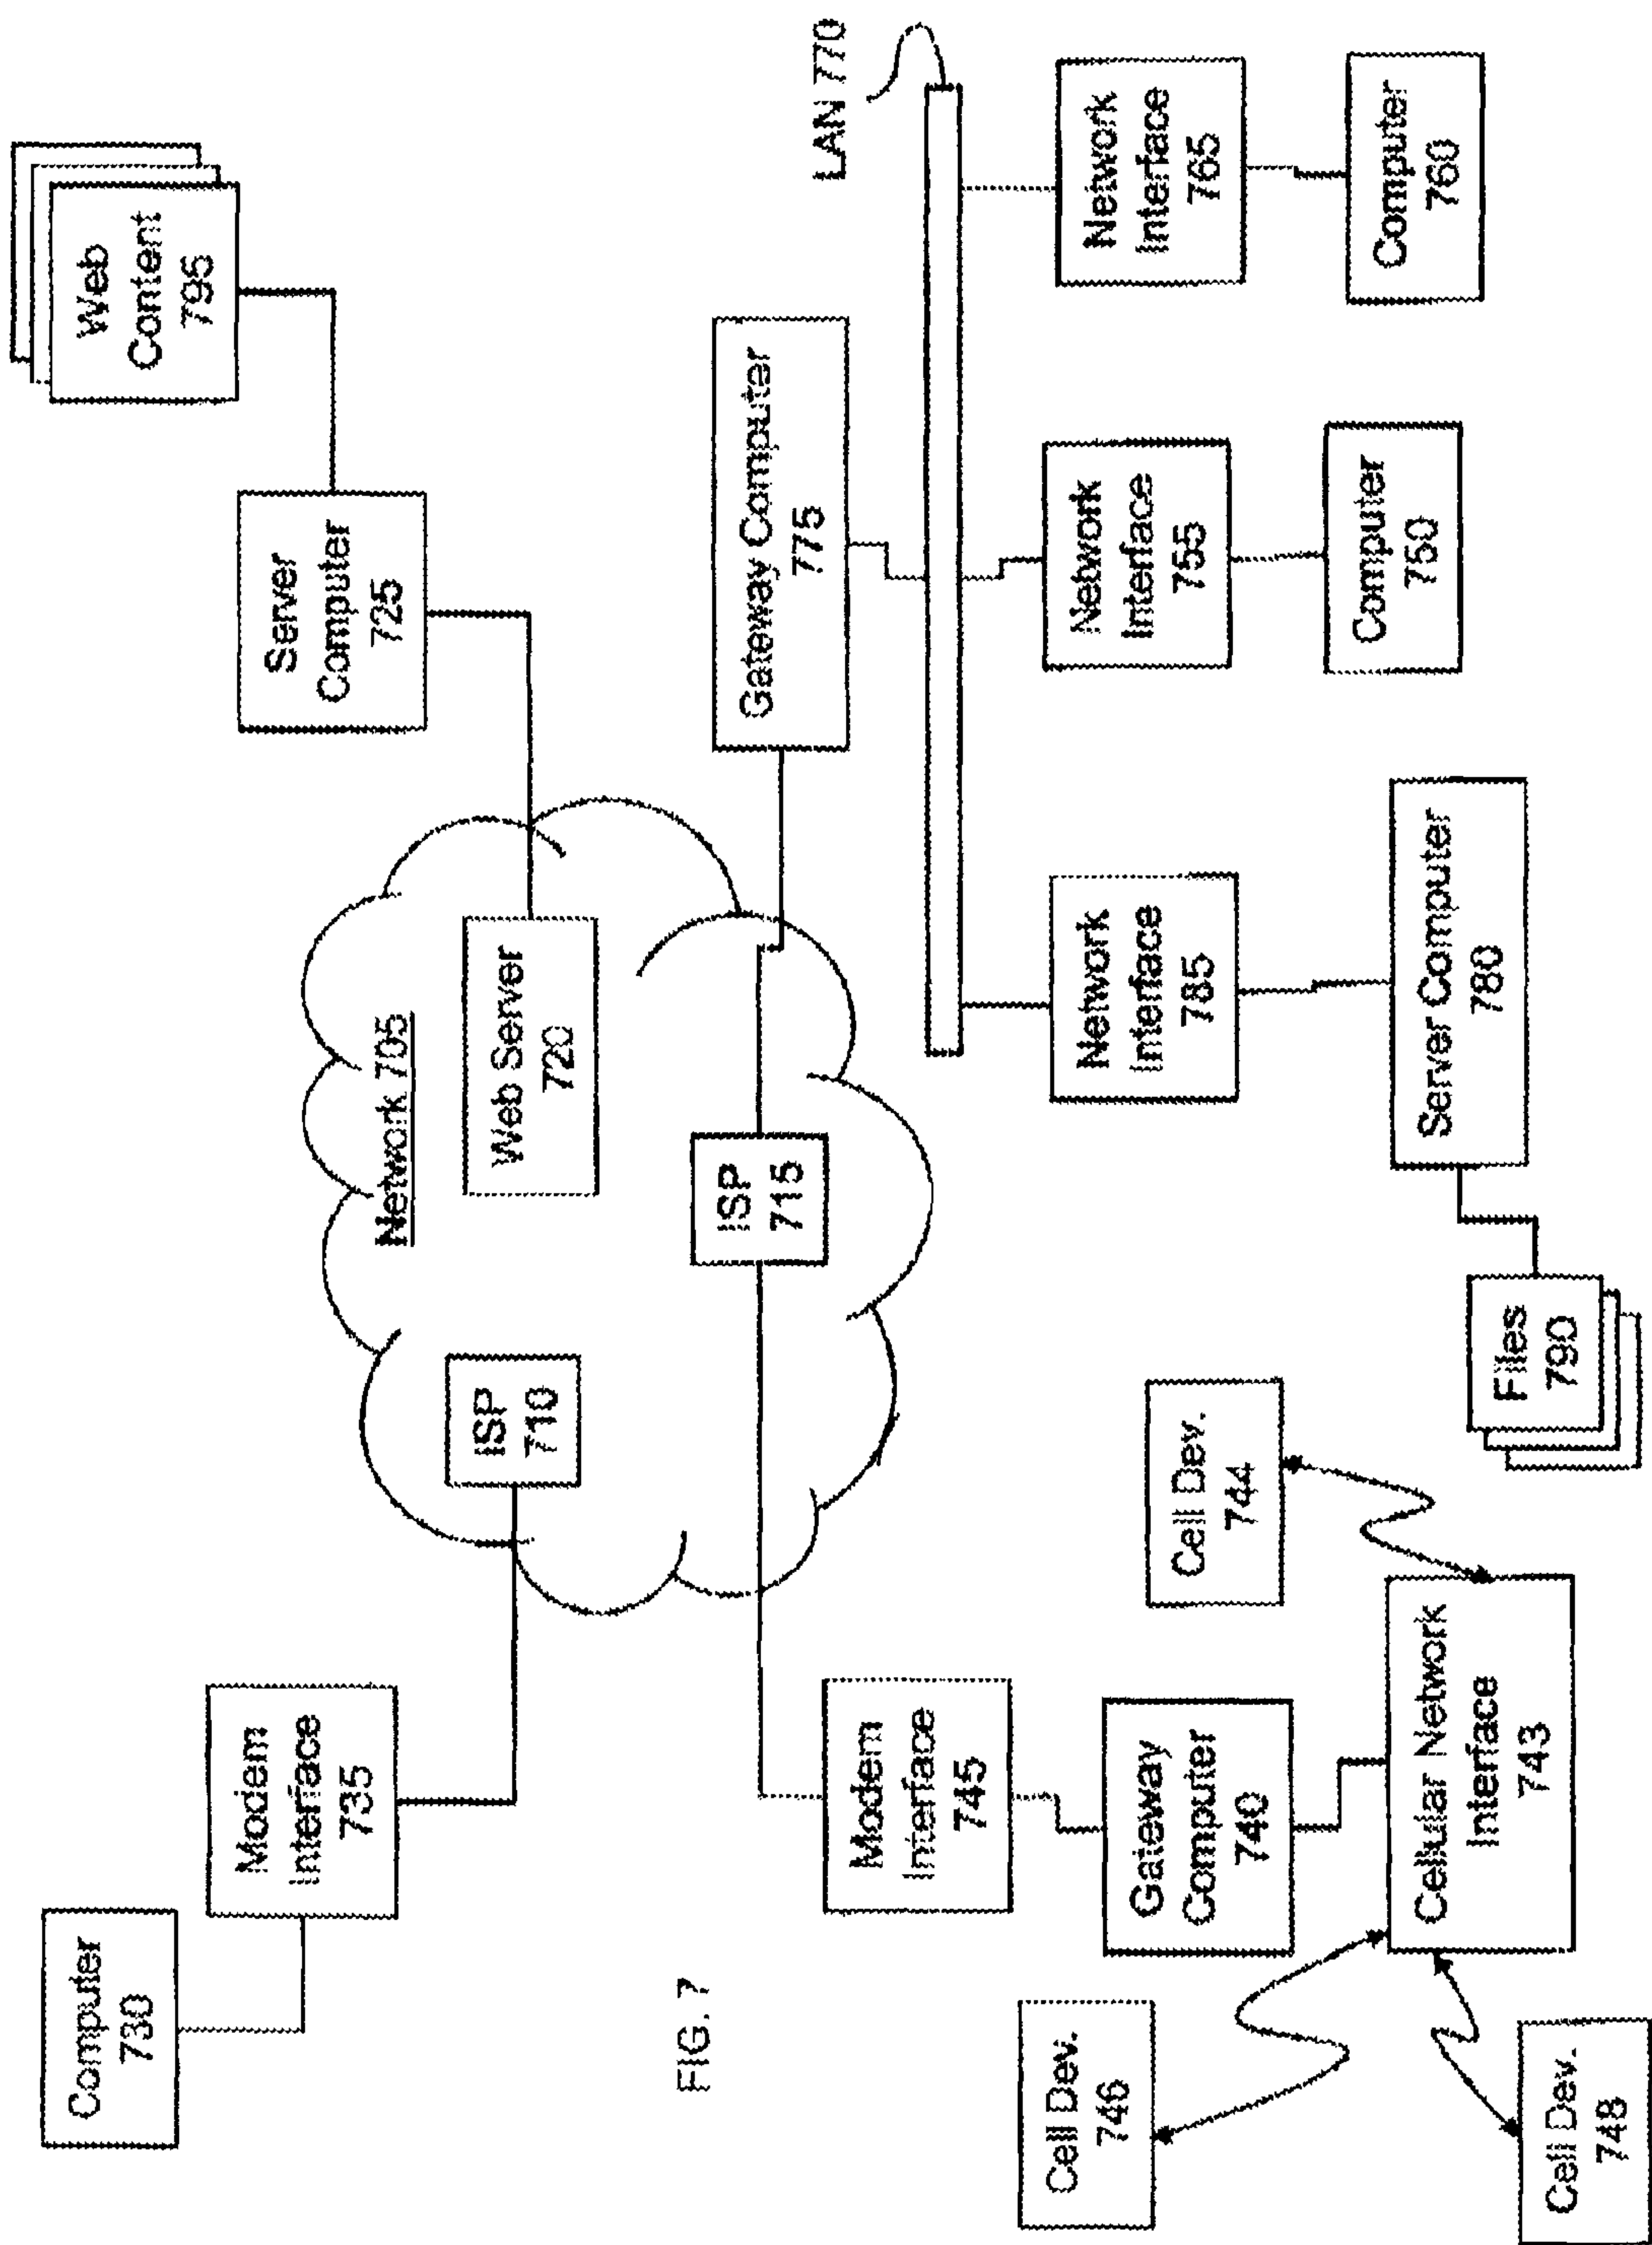 Computer
730
Modem
Interface
735
Server
Computer
725
Web
Content
795
ISP
710
Network 705
Web Server
720
ISP
715
Gateway Computer
775
LAN 770
FIG. 7
Modem
Interface
745
Gateway
Computer
740
Cell Dev.
746
Cell Dev.
744
Cellular Network
Interface
743
Cell Dev.
748
Network
Interface
785
Network
Interface
755
Network
Interface
765
Server Computer
780
Computer
750
Computer
760
Files
790